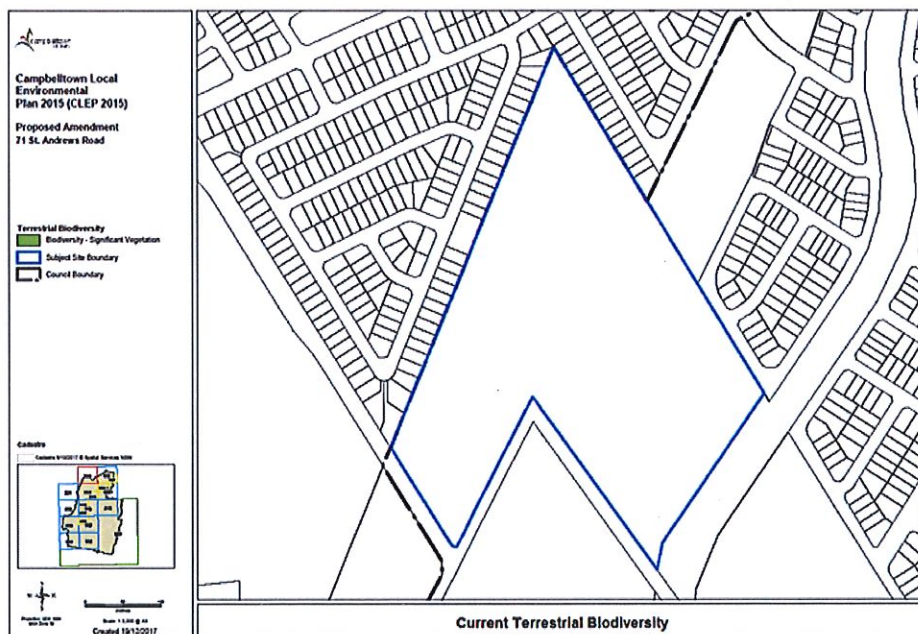 Campbelltown Local
Environmental
Plan 2015 (CLEP 2015)
Proposed Amendment
71 St. Andrews Road
Terrestrial Biodiversity
Biodiversity - Significant Vegetation
Subject Site Boundary
Council Boundary
Cadastre
Created 19/12/2017
Current Terrestrial Biodiversity